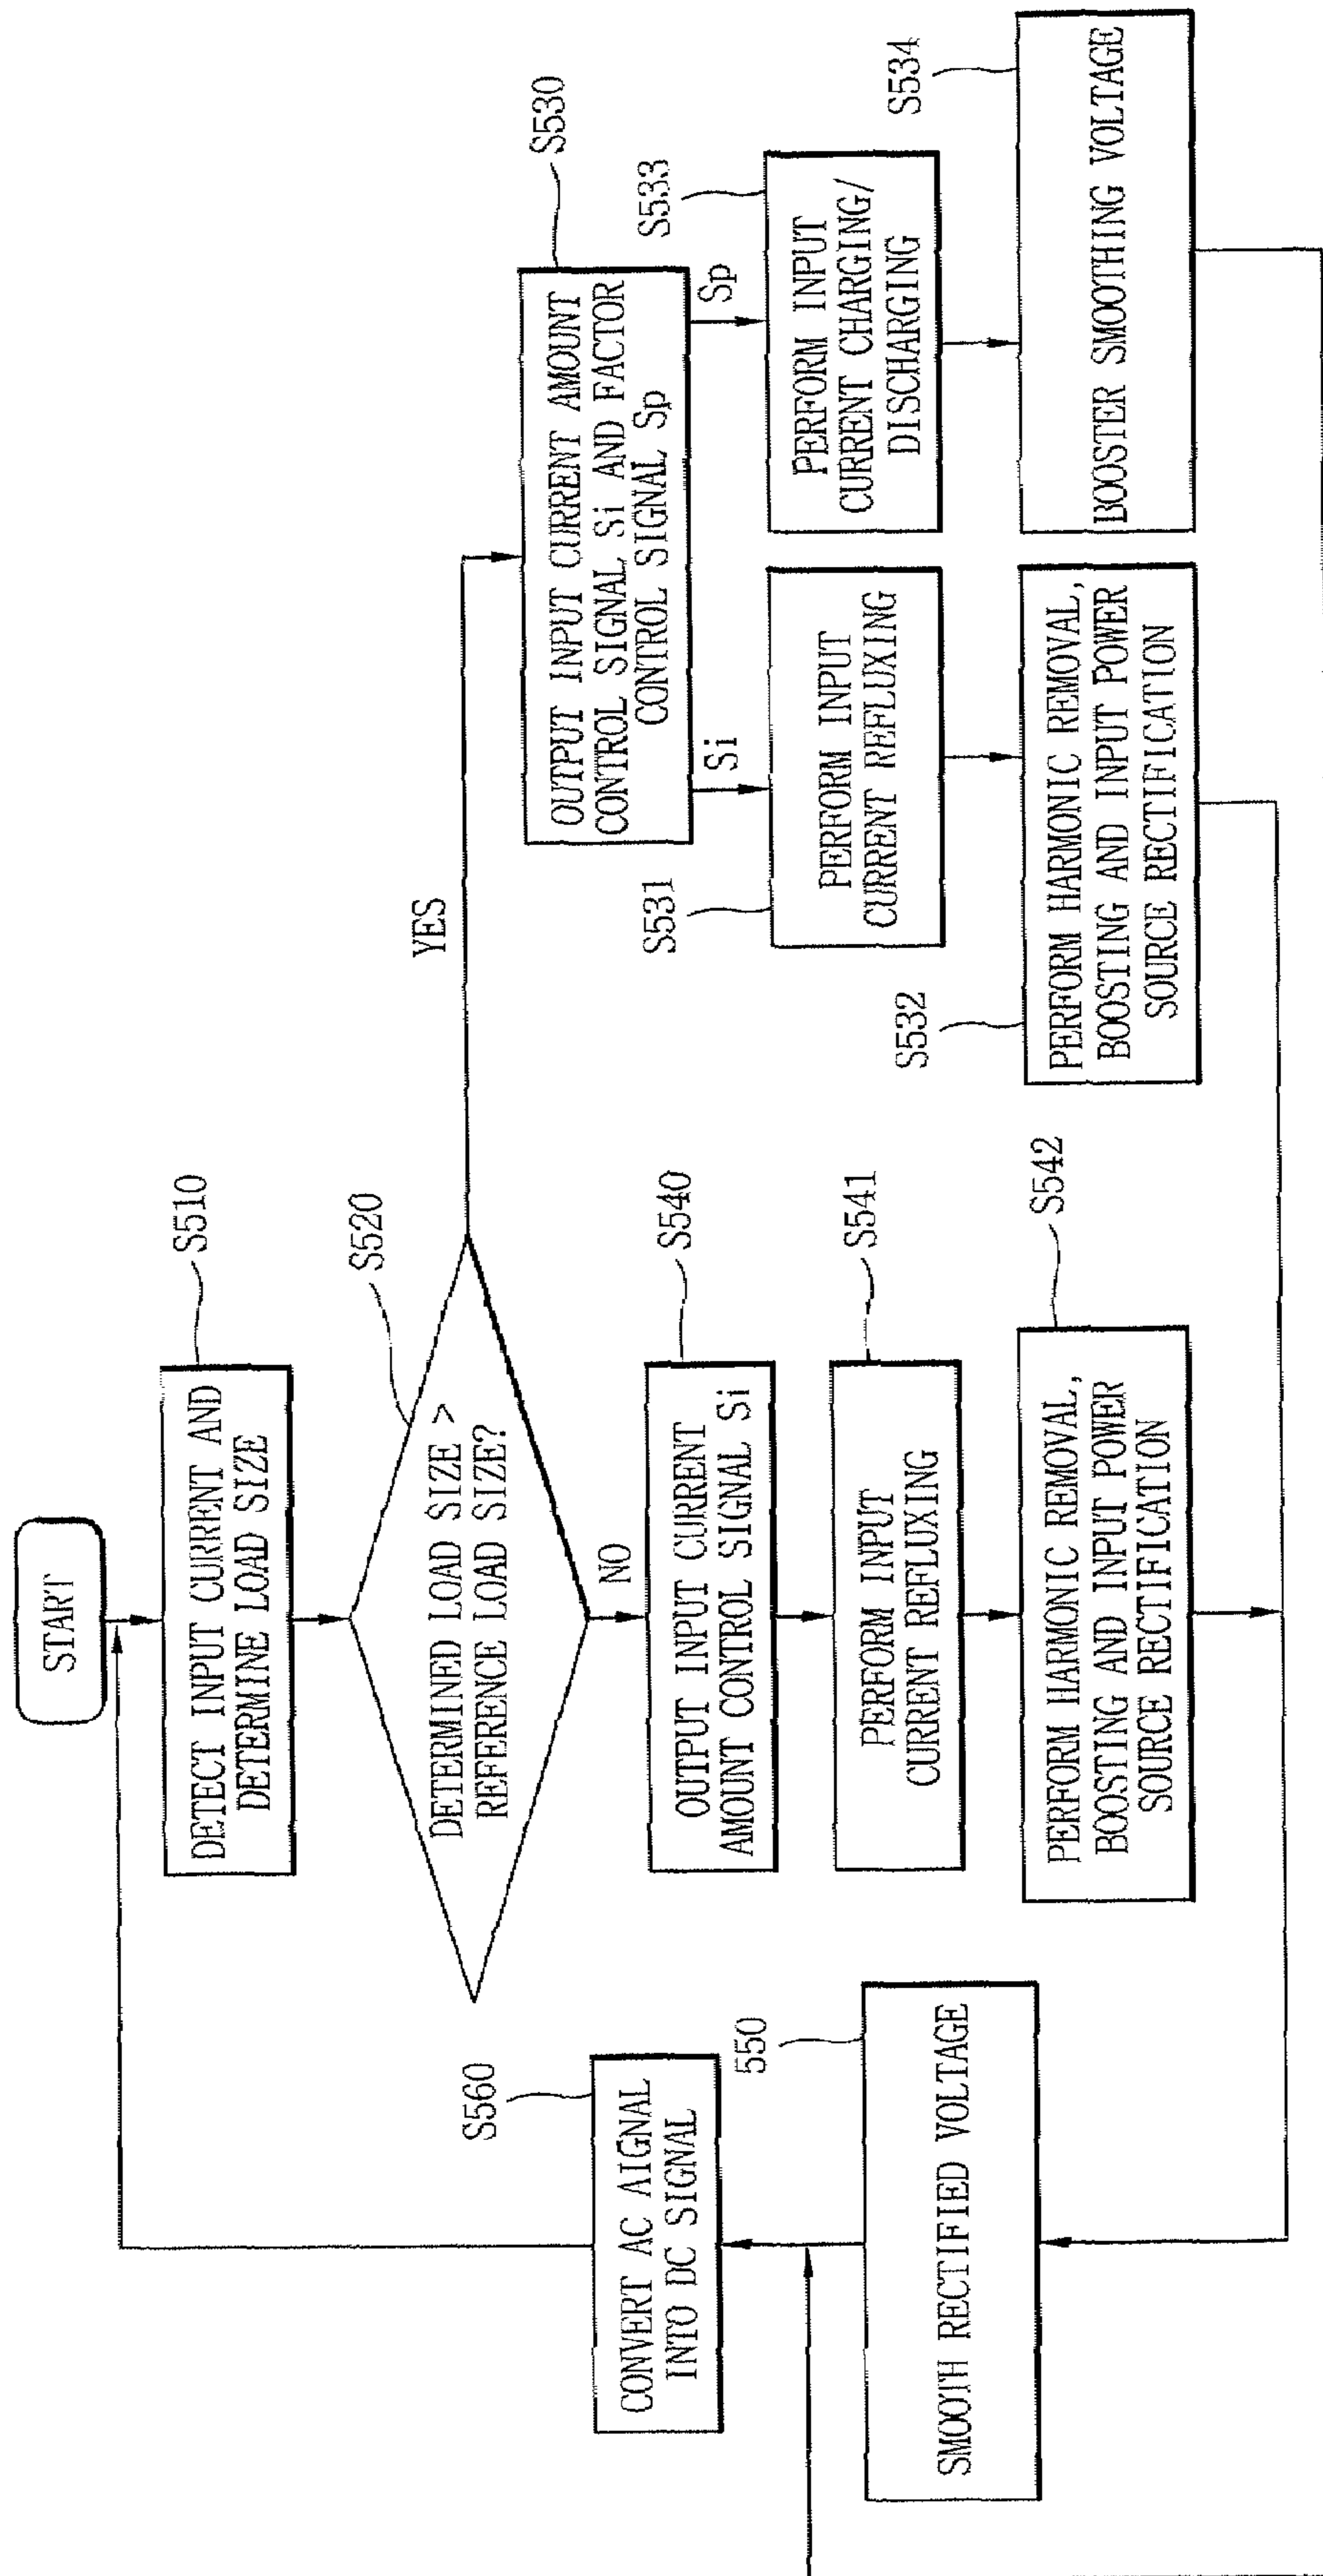 START
S510
DETECT INPUT CURRENT AND
DETERMINE LOAD SIZE
S520
DETERMINED LOAD SIZE >
REFERENCE LOAD SIZE?
YES
NO
S530
OUTPUT INPUT CURRENT AMOUNT
CONTROL SIGNAL Si AND FACTOR
CONTROL SIGNAL Sp
Si
Sp
S531
PERFORM INPUT
CURRENT REFLUXING
S533
PERFORM INPUT
CURRENT CHARGING/
DISCHARGING
S532
PERFORM HARMONIC REMOVAL,
BOOSTING AND INPUT POWER
SOURCE RECTIFICATION
S534
BOOSTER SMOOTHING VOLTAGE
S540
OUTPUT INPUT CURRENT
AMOUNT CONTROL SIGNAL Si
S541
PERFORM INPUT
CURRENT REFLUXING
S542
PERFORM HARMONIC REMOVAL,
BOOSTING AND INPUT POWER
SOURCE RECTIFICATION
550
SMOOTH RECTIFIED VOLTAGE
S560
CONVERT AC AIGNAL
INTO DC SIGNAL